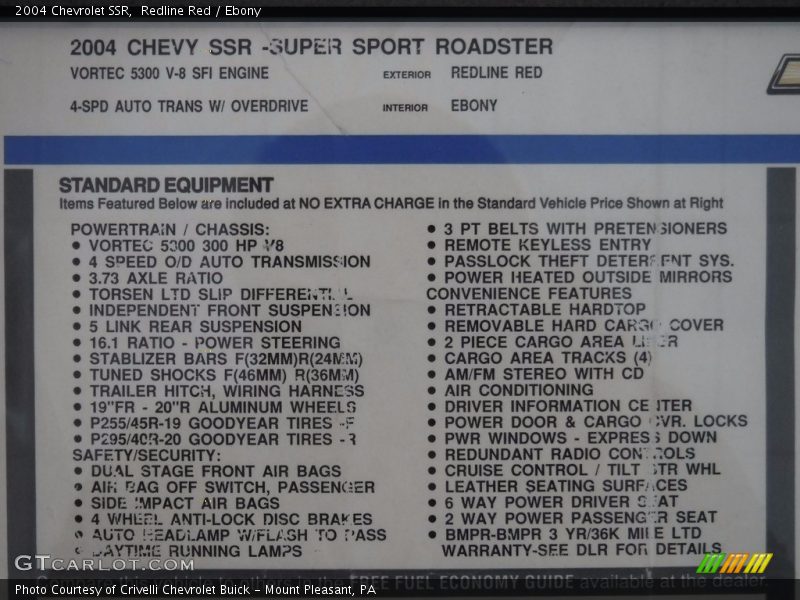 2004 Chevrolet SSR, Redline Red / Ebony
2004 CHEVY SSR -SUPER SPORT ROADSTER
VORTEC 5300 V-8 SFI ENGINE EXTERIOR REDLINE RED
4-SPD AUTO TRANS W/ OVERDRIVE INTERIOR EBONY
STANDARD EQUIPMENT
Items Featured Below are included at NO EXTRA CHARGE in the Standard Vehicle Price Shown at Right
POWERTRAIN / CHASSIS:
• VORTEC 5300 300 HP V8
• 4 SPEED O/D AUTO TRANSMISSION
• 3.73 AXLE RATIO
• TORSEN LTD SLIP DIFFERENTIAL
• INDEPENDENT FRONT SUSPENSION
• 5 LINK REAR SUSPENSION
• 16.1 RATIO - POWER STEERING
• STABLIZER BARS F(32MM)R(24MM)
• TUNED SHOCKS F(46MM) R(36MM)
• TRAILER HITCH, WIRING HARNESS
• 19"FR - 20"R ALUMINUM WHEELS
• P255/45R-19 GOODYEAR TIRES -F
• P295/40R-20 GOODYEAR TIRES -R
SAFETY/SECURITY:
• DUAL STAGE FRONT AIR BAGS
• AIR BAG OFF SWITCH, PASSENGER
• SIDE IMPACT AIR BAGS
• 4 WHEEL ANTI-LOCK DISC BRAKES
• AUTO HEADLAMP W/FLASH TO PASS
• DAYTIME RUNNING LAMPS
• 3 PT BELTS WITH PRETENSIONERS
• REMOTE KEYLESS ENTRY
• PASSLOCK THEFT DETERRENT SYS.
• POWER HEATED OUTSIDE MIRRORS
CONVENIENCE FEATURES
• RETRACTABLE HARDTOP
• REMOVABLE HARD CARGO COVER
• 2 PIECE CARGO AREA LINER
• CARGO AREA TRACKS (4)
• AM/FM STEREO WITH CD
• AIR CONDITIONING
• DRIVER INFORMATION CENTER
• POWER DOOR & CARGO CVR. LOCKS
• PWR WINDOWS - EXPRESS DOWN
• REDUNDANT RADIO CONTROLS
• CRUISE CONTROL / TILT STR WHL
• LEATHER SEATING SURFACES
• 6 WAY POWER DRIVER SEAT
• 2 WAY POWER PASSENGER SEAT
• BMPR-BMPR 3 YR/36K MILE LTD
WARRANTY-SEE DLR FOR DETAILS
GTCARLOT.COM
Compare this vehicle to others in the FREE FUEL ECONOMY GUIDE available at the dealer.
Photo Courtesy of Crivelli Chevrolet Buick - Mount Pleasant, PA